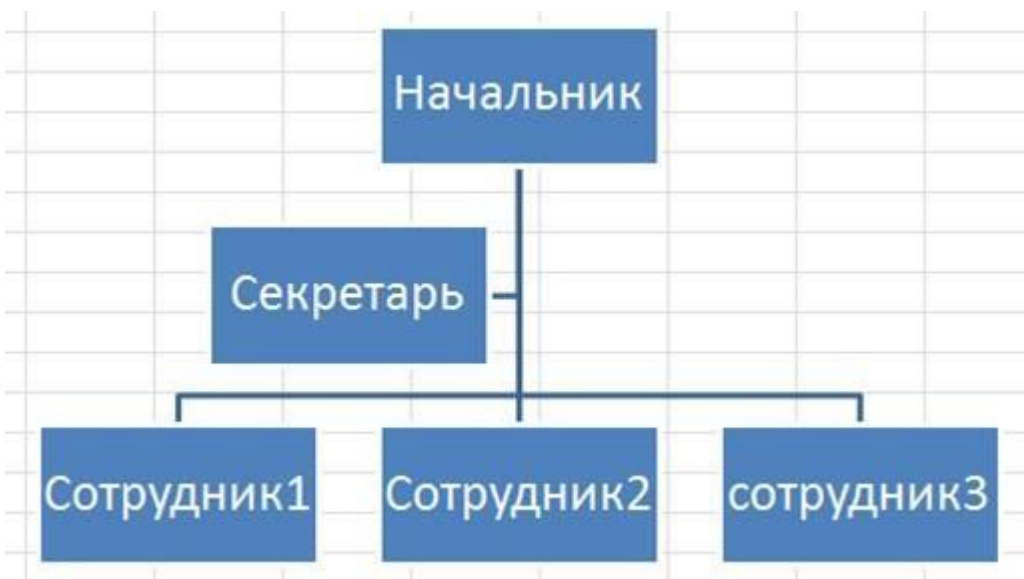 Начальник
Секретарь
Сотрудник1
Сотрудник2
сотрудник3